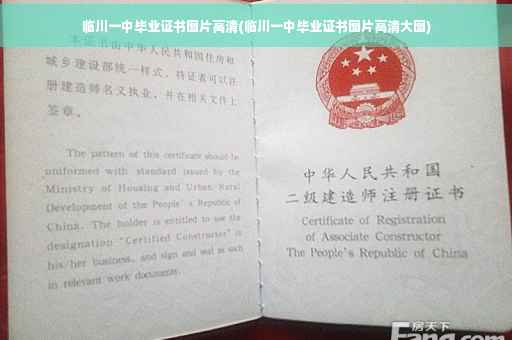 临川一中毕业证书图片高清(临川一中毕业证书图片高清大图)
本证书由中华人民共和国住房和
城乡建设部统一样式，持证表可以注
册建造师名义执业，并在相关文件上
签章。
The pattern of this certificate should be
uniformed with standard issued by the
Ministry of Housing and Urban Rural
Development of the People's Republic of
China. The holder is entitled to use the
designation "Certified Constructor" in
his/her business, and sign and seal as such
in relevant work documents.
中华人民共和国
二级建造师注册证书
Certificate of Registration
of Associate Constructor
The People's Republic of China
房天下
Fang.com